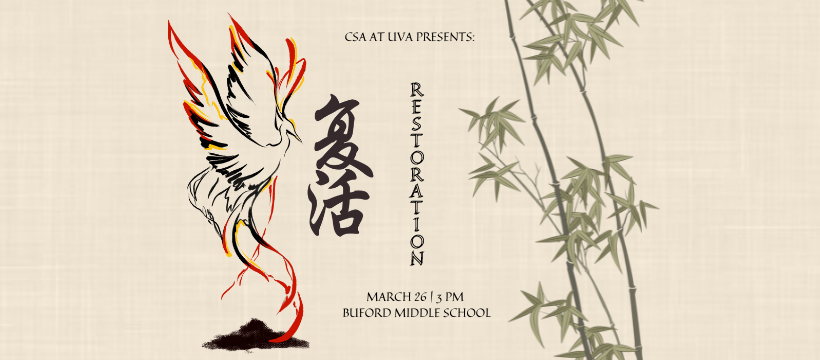 CSA AT UVA PRESENTS:
复活
RESTORATION
MARCH 26 | 3 PM
BUFORD MIDDLE SCHOOL